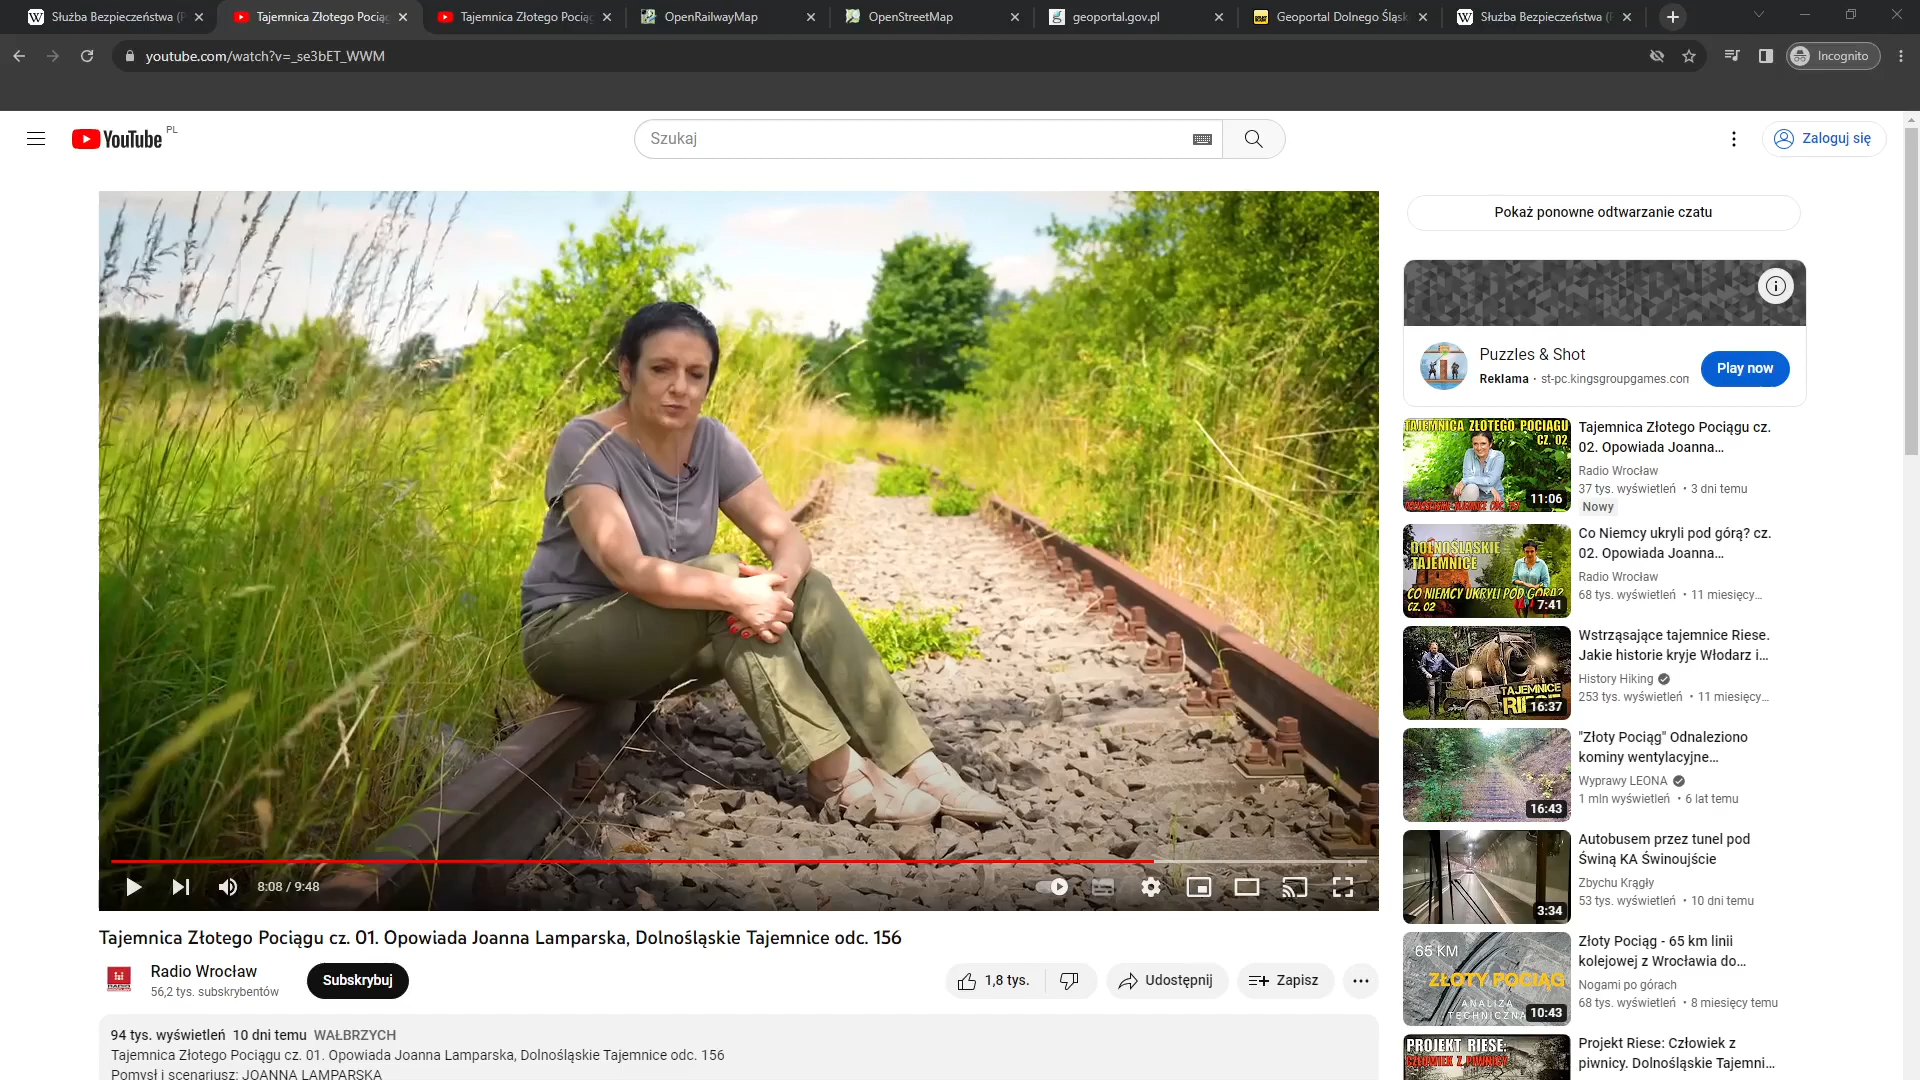 Służba Bezpieczeństwa (P
Tajemnica Złotego Pociąg
Tajemnica Złotego Pociąg
OpenRailwayMap
OpenStreetMap
geoportal.gov.pl
Geoportal Dolnego Śląsk
Służba Bezpieczeństwa (P
youtube.com/watch?v=_se3bET_WWM
Incognito
YouTube PL
Szukaj
Zaloguj się
Pokaż ponowne odtwarzanie czatu
Puzzles & Shot
Reklama · st-pc.kingsgroupgames.com
Play now
TAJEMNICA ZŁOTEGO POCIĄGU
CZ. 02
11:06
Tajemnica Złotego Pociągu cz.
02. Opowiada Joanna...
Radio Wrocław
37 tys. wyświetleń • 3 dni temu
Nowy
DOLNOŚLĄSKIE
TAJEMNICE
CO NIEMCY UKRYLI POD GÓRĄ?
CZ. 02
7:41
Co Niemcy ukryli pod górą? cz.
02. Opowiada Joanna...
Radio Wrocław
68 tys. wyświetleń • 11 miesięcy...
TAJEMNICE
RIESE
16:37
Wstrząsające tajemnice Riese.
Jakie historie kryje Włodarz i...
History Hiking
253 tys. wyświetleń • 11 miesięcy...
16:43
"Złoty Pociąg" Odnaleziono
kominy wentylacyjne...
Wyprawy LEONA
1 mln wyświetleń • 6 lat temu
3:34
Autobusem przez tunel pod
Świną KA Świnoujście
Zbychu Krągły
53 tys. wyświetleń • 10 dni temu
65 KM
ZŁOTY POCIĄG
ANALIZA
TECHNICZNA
10:43
Złoty Pociąg - 65 km linii
kolejowej z Wrocławia do...
Nogami po górach
68 tys. wyświetleń • 8 miesięcy temu
PROJEKT RIESE:
CZŁOWIEK Z PIWNICY
Projekt Riese: Człowiek z
piwnicy. Dolnośląskie Tajemni...
8:08 / 9:48
Tajemnica Złotego Pociągu cz. 01. Opowiada Joanna Lamparska, Dolnośląskie Tajemnice odc. 156
Radio Wrocław
56,2 tys. subskrybentów
Subskrybuj
1,8 tys.
Udostępnij
Zapisz
94 tys. wyświetleń 10 dni temu WAŁBRZYCH
Tajemnica Złotego Pociągu cz. 01. Opowiada Joanna Lamparska, Dolnośląskie Tajemnice odc. 156
Pomysł i scenariusz: JOANNA LAMPARSKA